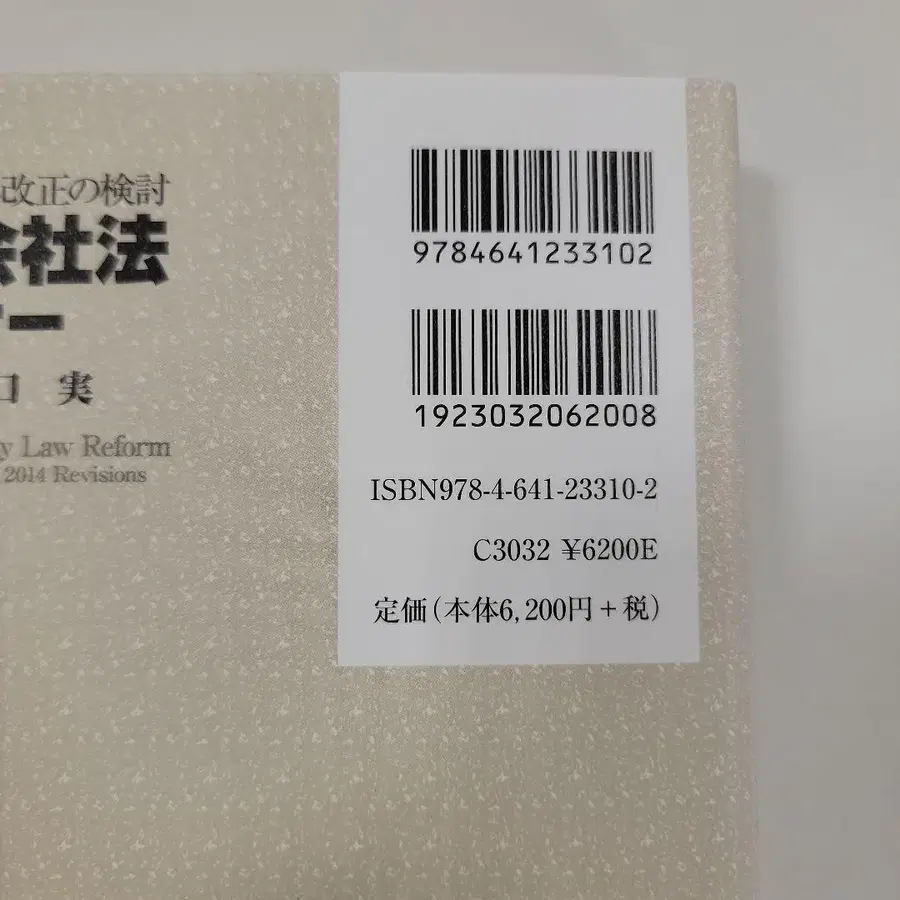 改正の検討
会社法
ー
口 実
y Law Reform
2014 Revisions
9784641233102
1923032062008
ISBN978-4-641-23310-2
C3032 ¥6200E
定価(本体6,200円+税)